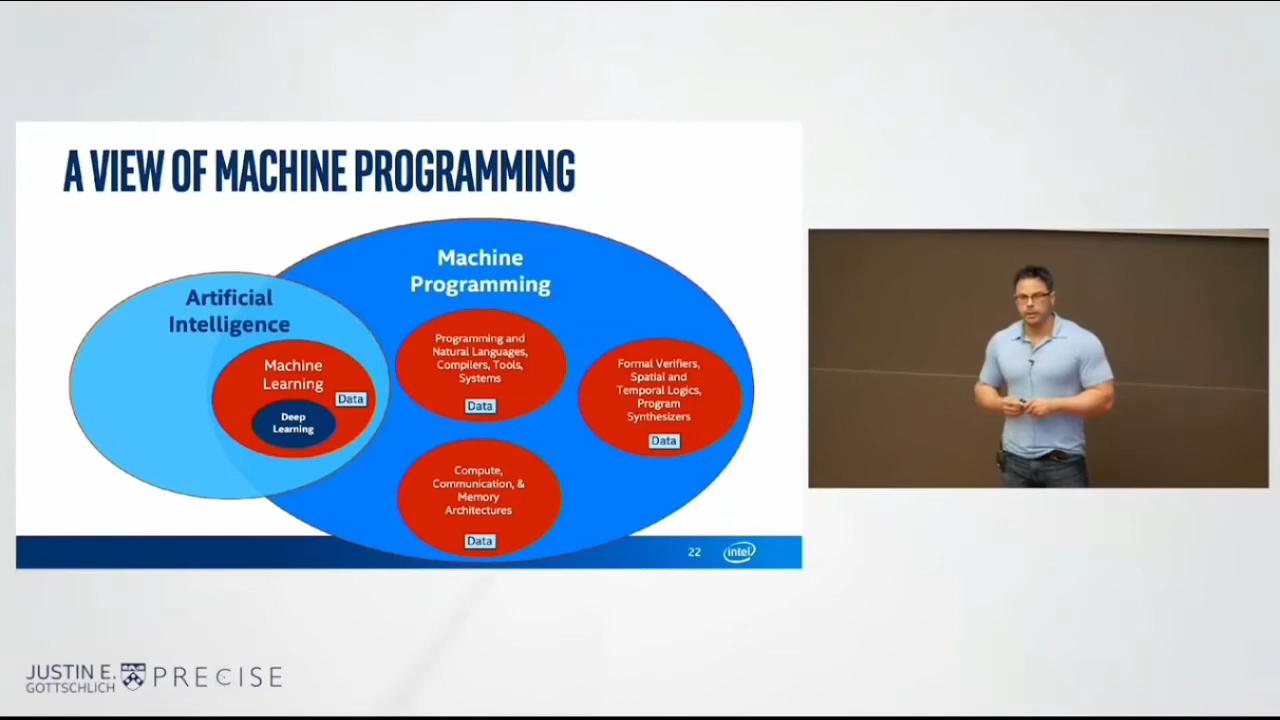 A VIEW OF MACHINE PROGRAMMING
Machine
Programming
Artificial
Intelligence
Machine
Learning
Data
Deep
Learning
Programming and
Natural Languages,
Compilers, Tools,
Systems
Data
Formal Verifiers,
Spatial and
Temporal Logics,
Program
Synthesizers
Data
Compute,
Communication, &
Memory
Architectures
Data
22
intel
JUSTIN E.
GOTTSCHLICH
PRECISE